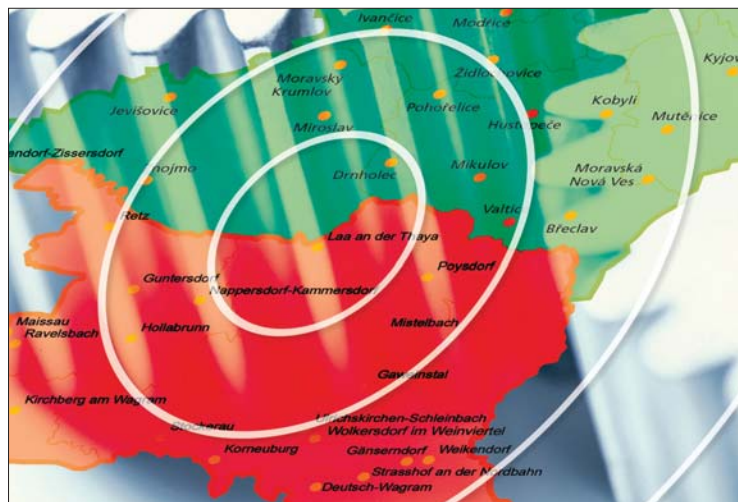 Ivančice
Modřice
Moravský
Krumlov
Židlochovice
Kyjov
Jevišovice
Pohořelice
Kobylí
Miroslav
Hustopeče
Mutěnice
endorf-Zissersdorf
Znojmo
Drnholec
Mikulov
Moravská
Nová Ves
Retz
Valtice
Břeclav
Laa an der Thaya
Poysdorf
Guntersdorf
Nappersdorf-Kammersdorf
Maissau
Ravelsbach
Hollabrunn
Mistelbach
Gaweinstal
Kirchberg am Wagram
Stockerau
Ulrichskirchen-Schleinbach
Wolkersdorf im Weinviertel
Korneuburg
Gänserndorf
Weikendorf
Strasshof an der Nordbahn
Deutsch-Wagram